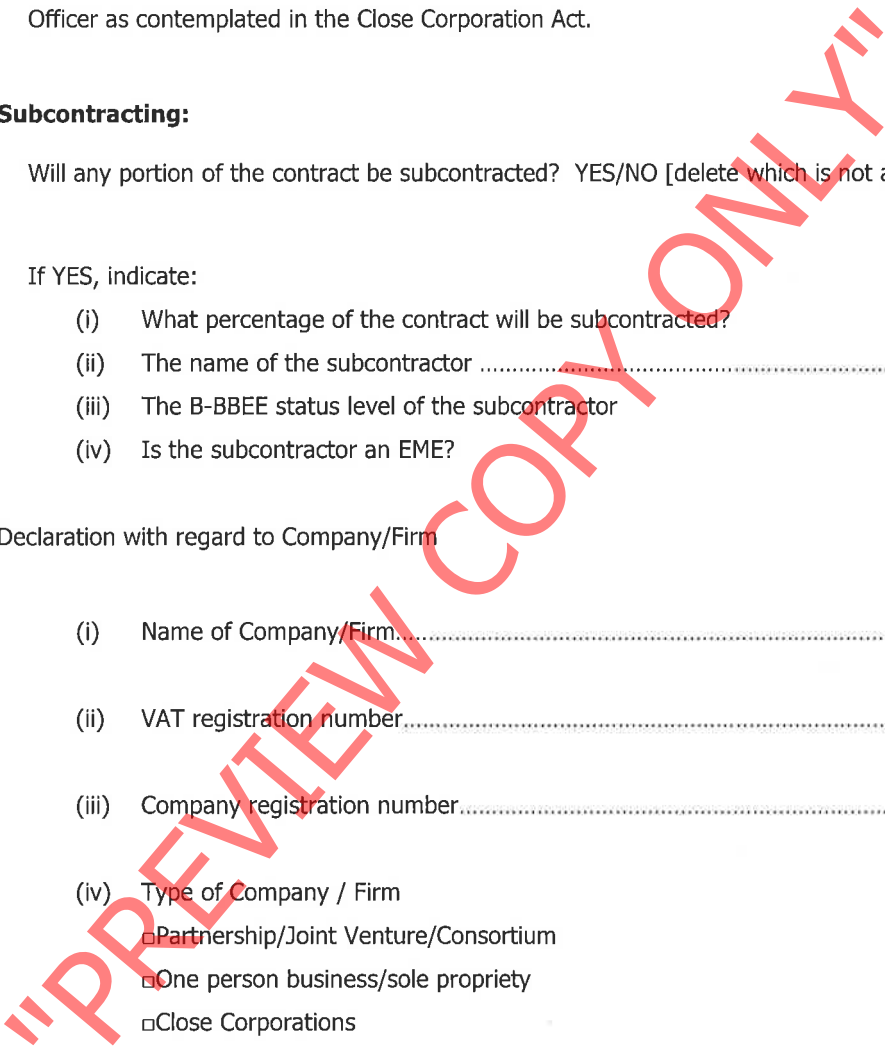 Officer as contemplated in the Close Corporation Act.
Subcontracting:
Will any portion of the contract be subcontracted? YES/NO [delete which is not
If YES, indicate:
(i) What percentage of the contract will be subcontracted?
(ii) The name of the subcontractor ................................................................
(iii) The B-BBEE status level of the subcontractor
(iv) Is the subcontractor an EME?
Declaration with regard to Company/Firm
(i) Name of Company/Firm................................................................
(ii) VAT registration number................................................................
(iii) Company registration number................................................................
(iv) Type of Company / Firm
□Partnership/Joint Venture/Consortium
□One person business/sole propriety
□Close Corporations
"PREVIEW COPY ONLY"